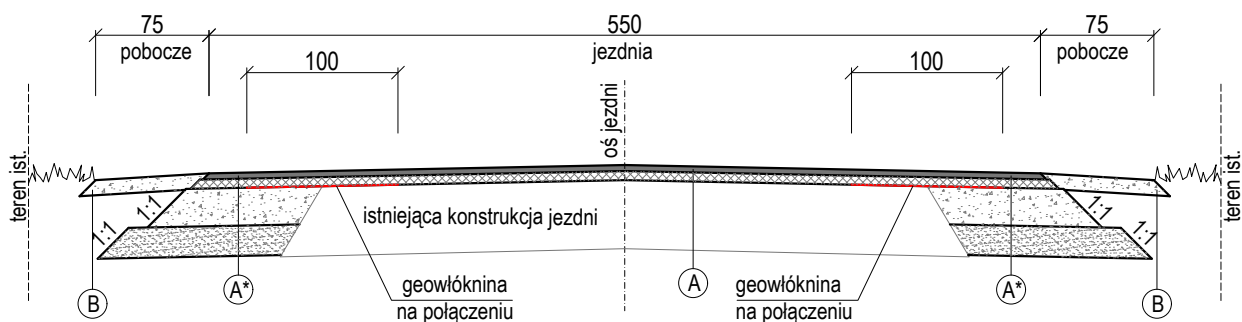 75
550
75
pobocze
jezdnia
pobocze
100
100
oś jezdni
teren ist.
teren ist.
1:1
1:1
1:1
1:1
istniejąca konstrukcja jezdni
B
A*
geowłóknina
na połączeniu
A
geowłóknina
na połączeniu
A*
B